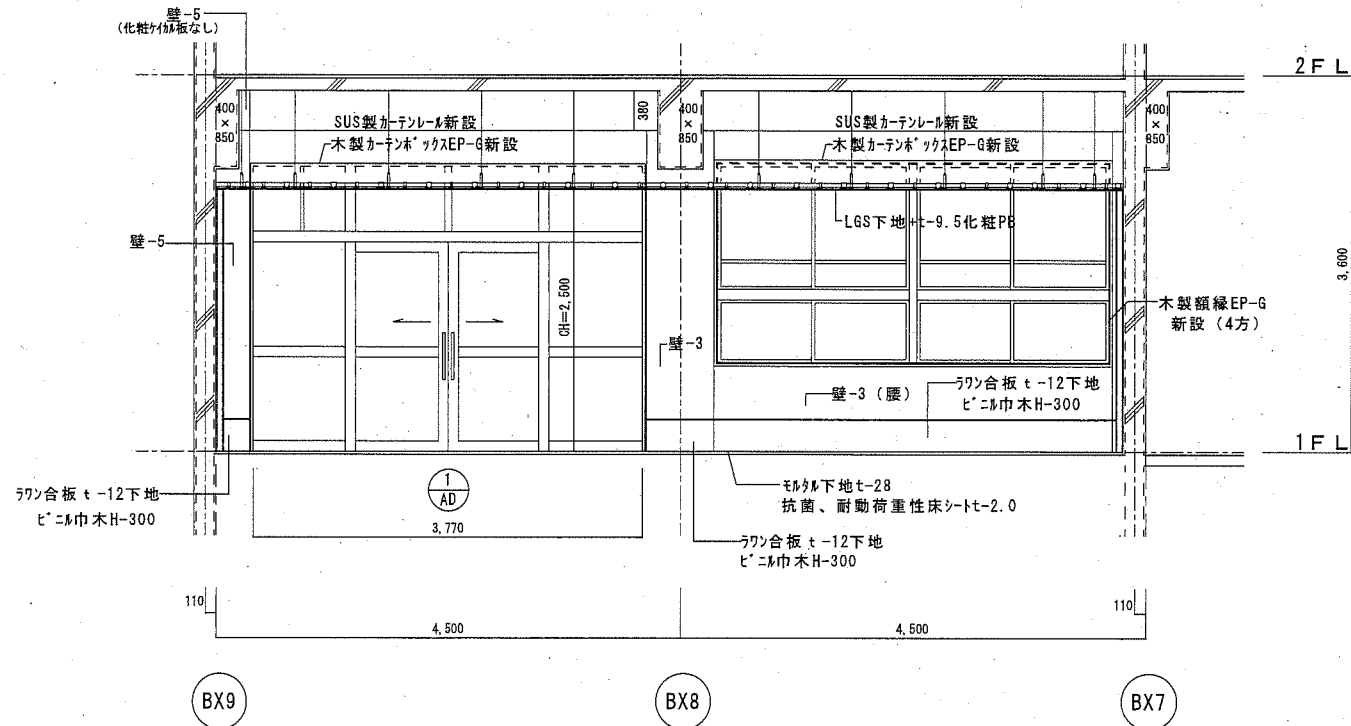 壁-5
(化粧ケイカル板なし)
2FL
400
×
850
SUS製カーテンレール新設
木製カーテンボックスEP-G新設
380
400
×
850
SUS製カーテンレール新設
木製カーテンボックスEP-G新設
400
×
850
LGS下地+t-9.5化粧PB
壁-5
CH=2,500
3,600
木製額縁EP-G
新設（4方）
壁-3
壁-3（腰）
ラワン合板 t-12下地
ビニル巾木H-300
1FL
ラワン合板 t-12下地
ビニル巾木H-300
1
AD
3,770
モルタル下地t-28
抗菌、耐動荷重性床シートt-2.0
ラワン合板 t-12下地
ビニル巾木H-300
110
4,500
4,500
110
BX9
BX8
BX7